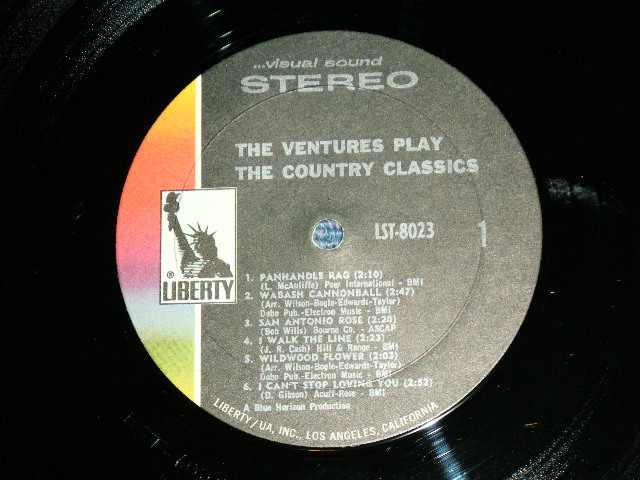 ...visual sound
STEREO
THE VENTURES PLAY
THE COUNTRY CLASSICS
LST-8023
1
® LIBERTY
1. PANHANDLE RAG (2:10)
(L. McAuliffe) Peer International - BMI
2. WABASH CANNONBALL (2:47)
(Arr. Wilson-Bogle-Edwards-Taylor)
Dobo Pub.-Electron Music - BMI
3. SAN ANTONIO ROSE (2:20)
(Bob Wills) Bourne Co. - ASCAP
4. I WALK THE LINE (2:23)
(J. R. Cash) Hill & Range - BMI
5. WILDWOOD FLOWER (2:03)
(Arr. Wilson-Bogle-Edwards-Taylor)
Dobo Pub.-Electron Music - BMI
6. I CAN'T STOP LOVING YOU (2:52)
(D. Gibson) Acuff-Rose - BMI
A Blue Horizon Production
LIBERTY/UA, INC., LOS ANGELES, CALIFORNIA